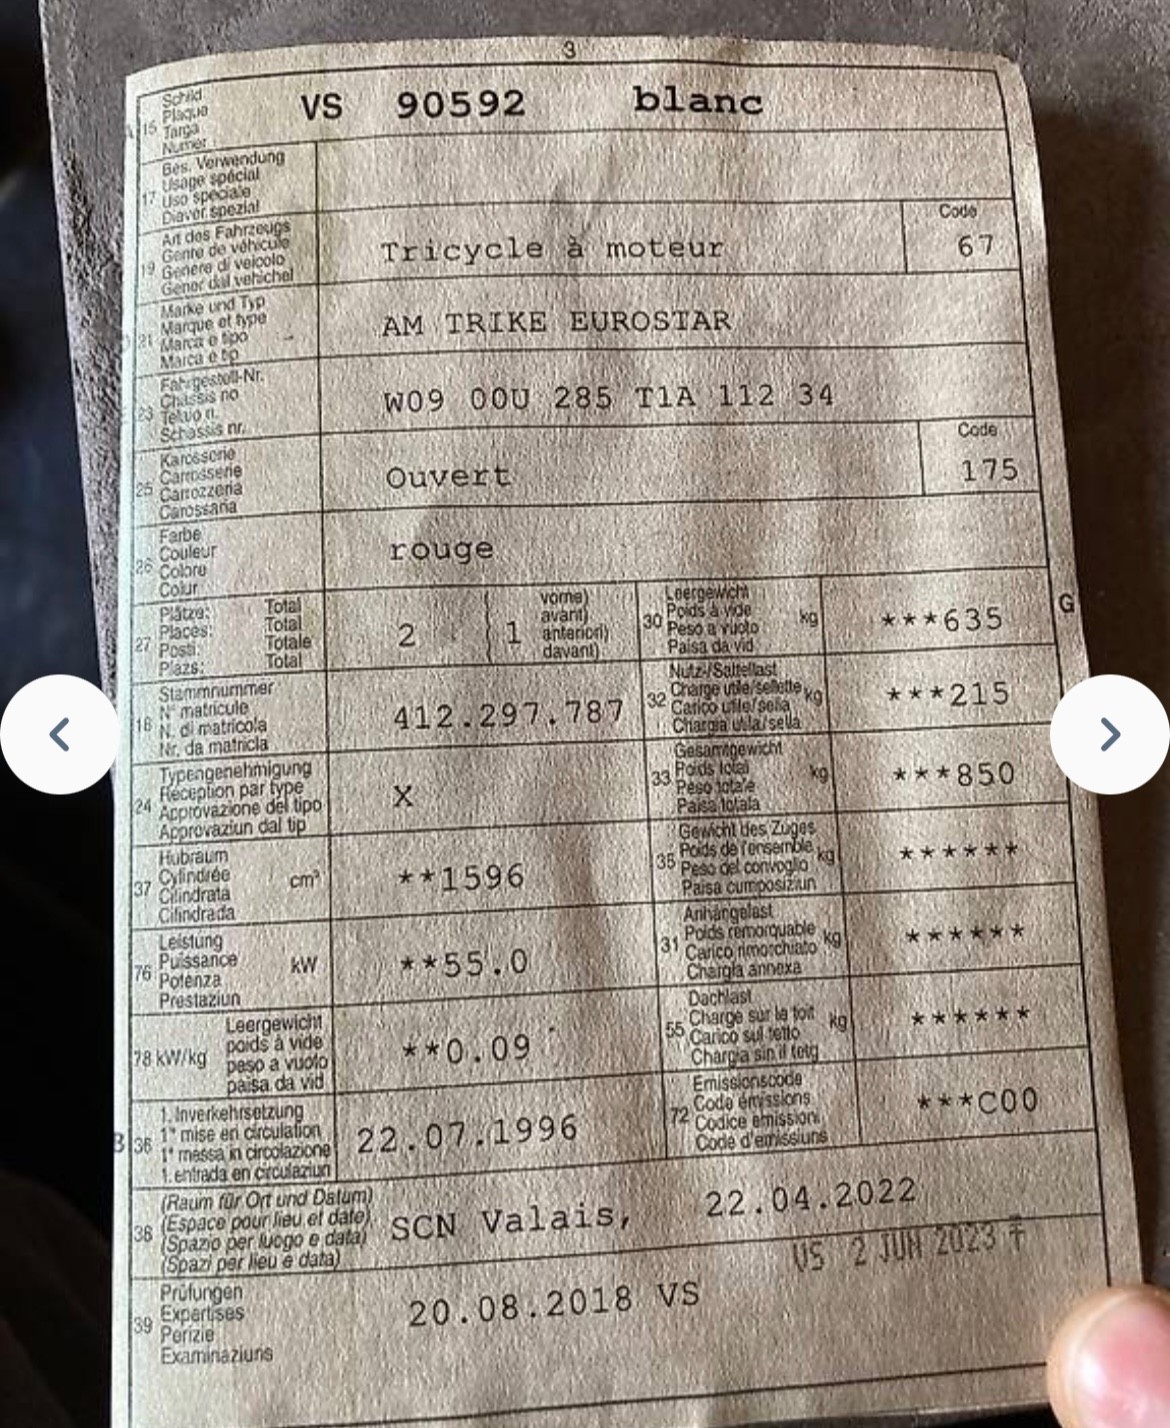 3
15 Schild
Plaque
Targa
Numer
VS 90592 blanc
17 Bes. Verwendung
Usage spécial
Uso speciale
Diever spezial
19 Art des Fahrzeugs
Genre de véhicule
Genere di veicolo
Gener dal vehichel
Tricycle à moteur
Code
67
21 Marke und Typ
Marque et type
Marca e tipo
Marca e tip
AM TRIKE EUROSTAR
23 Fahrgestell-Nr.
Châssis no
Telaio n.
Schassis nr.
W09 00U 285 T1A 112 34
25 Karosserie
Carrosserie
Carrozzeria
Carossaria
Ouvert
Code
175
26 Farbe
Couleur
Colore
Colur
rouge
27 Plätze: Total
Places: Total
Posti: Totale
Plazs: Total
2
1
vorne)
avant)
anteriori)
davant)
30 Leergewicht
Poids à vide
Peso a vuoto
Paisa da vid
kg
***635
G
18 Stammnummer
N° matricule
N. di matricola
Nr. da matricla
412.297.787
32 Nutz-/Sattellast
Charge utile/sellette
Carico utile/sella
Chargia utila/sella
kg
***215
24 Typengenehmigung
Réception par type
Approvazione del tipo
Approvaziun dal tip
X
33 Gesamtgewicht
Poids total
Peso totale
Paisa totala
kg
***850
37 Hubraum
Cylindrée
Cilindrata
Cilindrada
cm³
**1596
35 Gewicht des Zuges
Poids de l'ensemble
Peso del convoglio
Paisa cumposiziun
kg
******
76 Leistung
Puissance
Potenza
Prestaziun
kW
**55.0
31 Anhängelast
Poids remorquable
Carico rimorchiato
Chargia annexa
kg
******
78 kW/kg
Leergewicht
poids à vide
peso a vuoto
paisa da vid
**0.09
55 Dachlast
Charge sur le toit
Carico sul tetto
Chargia sin il tetg
kg
******
B 36 1. Inverkehrsetzung
1re mise en circulation
1a messa in circolazione
1. entrada en circulaziun
22.07.1996
72 Emissionscode
Code émissions
Codice emissioni
Code d'emissiuns
***C00
38 (Raum für Ort und Datum)
(Espace pour lieu et date)
(Spazio per luogo e data)
(Spazi per lieu e data)
SCN Valais, 22.04.2022
VS 2 JUN 2023
39 Prüfungen
Expertises
Perizie
Examinaziuns
20.08.2018 VS